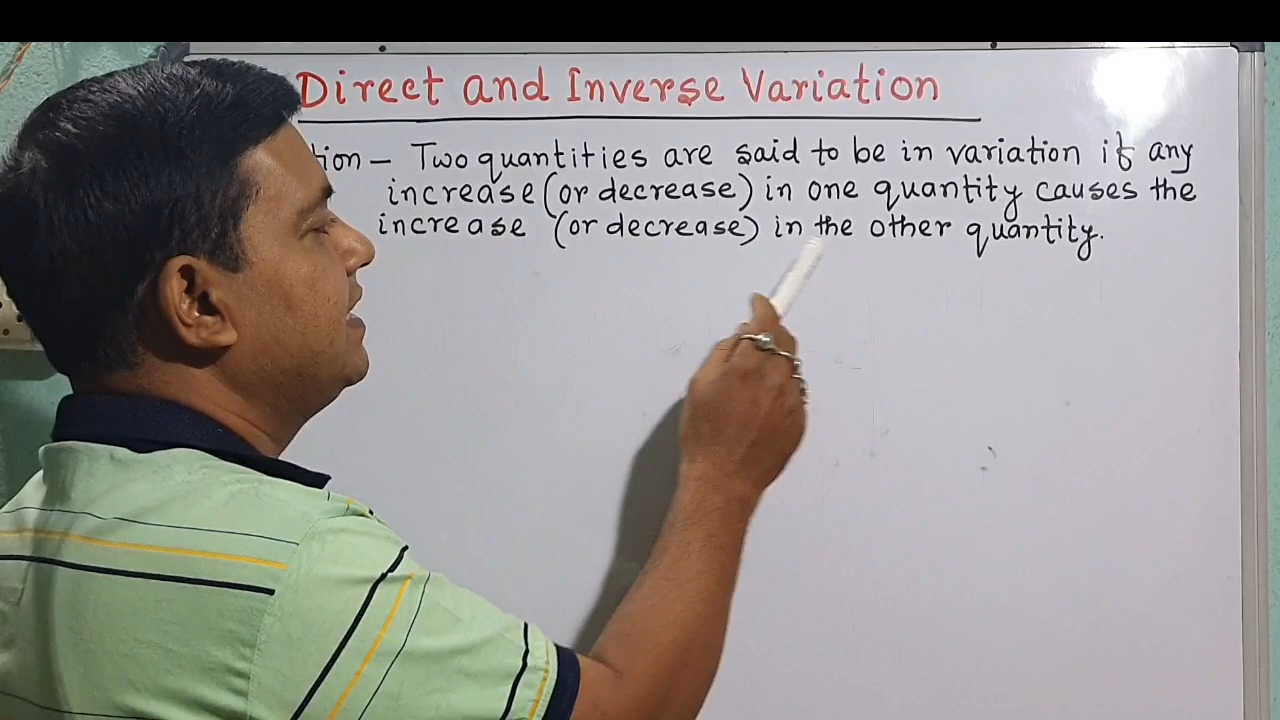 Direct and Inverse Variation
tion - Two quantities are said to be in variation if any
increase (or decrease) in one quantity causes the
increase (or decrease) in the other quantity.